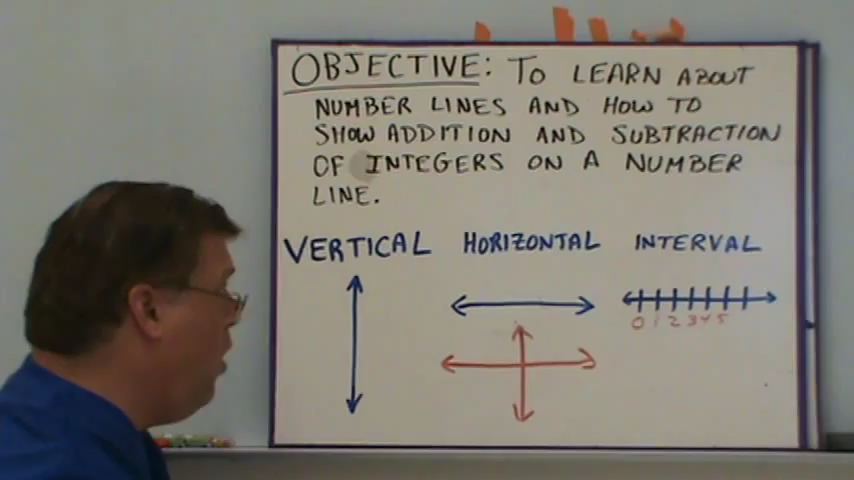 OBJECTIVE: TO LEARN ABOUT
NUMBER LINES AND HOW TO
SHOW ADDITION AND SUBTRACTION
OF INTEGERS ON A NUMBER
LINE.
VERTICAL HORIZONTAL INTERVAL
0 1 2 3 4 5